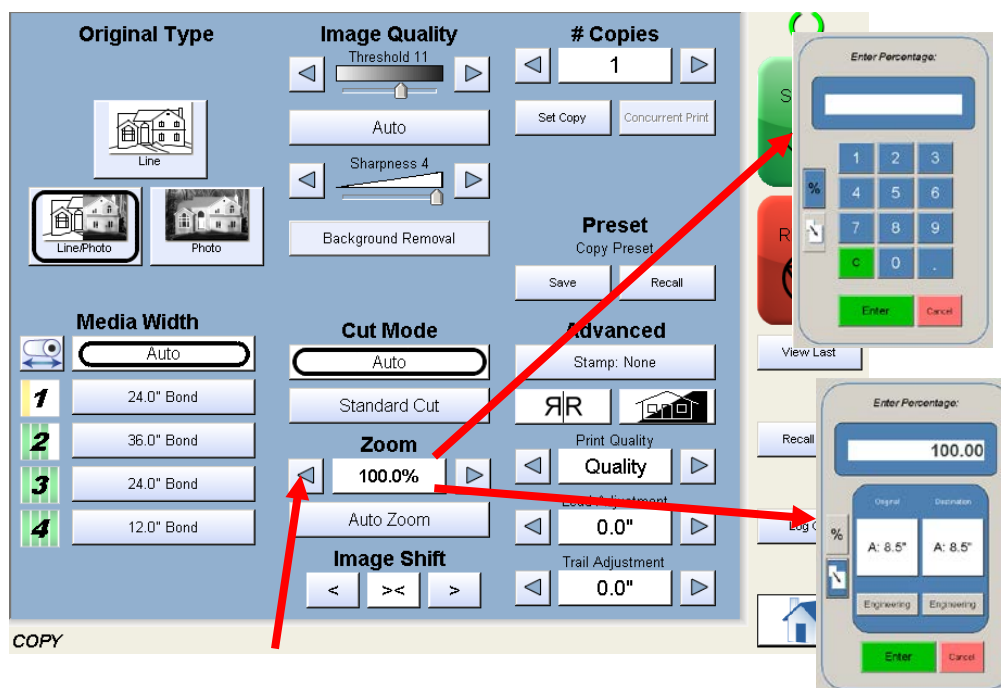 Original Type
Line
Line/Photo
Photo
Image Quality
Threshold 11
Auto
Sharpness 4
Background Removal
# Copies
1
Set Copy
Concurrent Print
Preset
Copy Preset
Save
Recall
Media Width
Auto
1
24.0" Bond
2
36.0" Bond
3
24.0" Bond
4
12.0" Bond
Cut Mode
Auto
Standard Cut
Zoom
100.0%
Auto Zoom
Image Shift
< >< >
Advanced
Stamp: None
R
Print Quality
Quality
Adjustment
0.0"
Trail Adjustment
0.0"
View Last
Recall
Log
COPY
Enter Percentage:
%
1 2 3
4 5 6
7 8 9
C 0 .
Enter
Cancel
Enter Percentage:
100.00
%
Original
Destination
A: 8.5"
A: 8.5"
Engineering
Engineering
Enter
Cancel